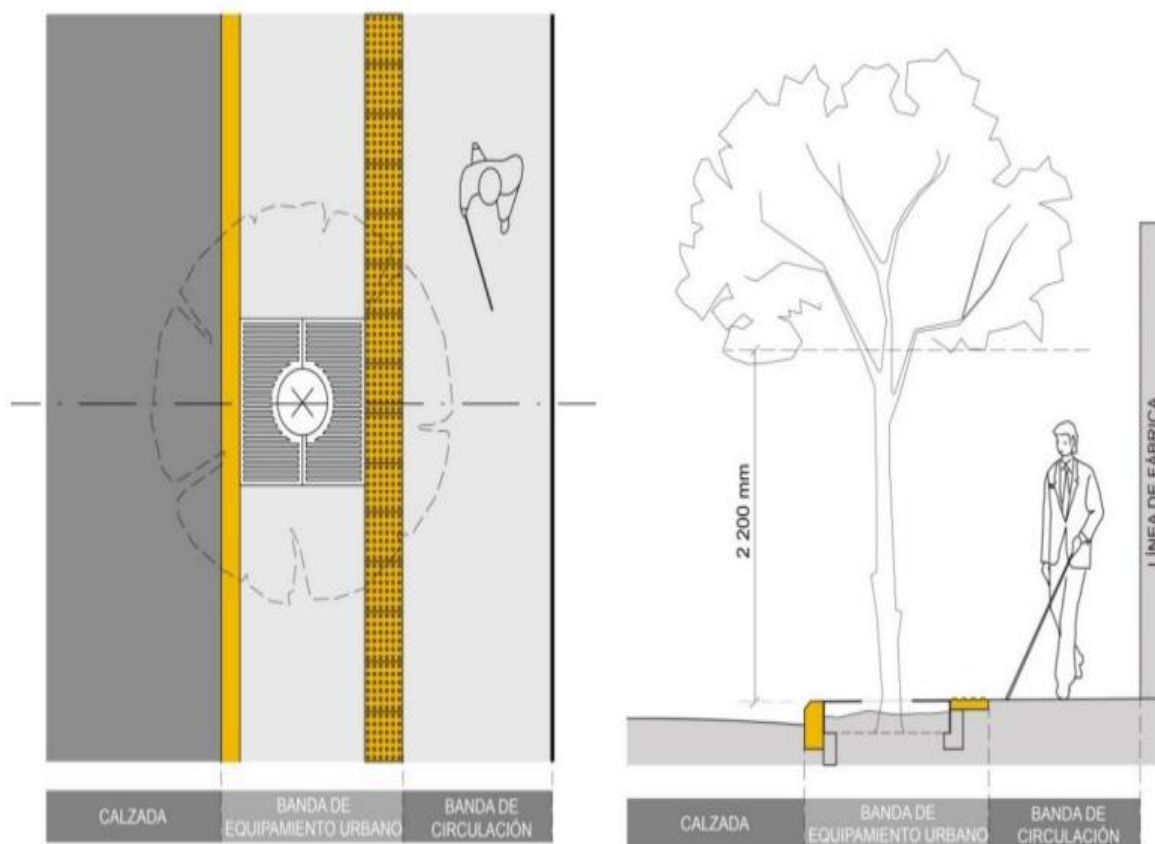 CALZADA
BANDA DE
EQUIPAMIENTO URBANO
BANDA DE
CIRCULACIÓN
2 200 mm
LÍNEA DE FÁBRICA
CALZADA
BANDA DE
EQUIPAMIENTO URBANO
BANDA DE
CIRCULACIÓN